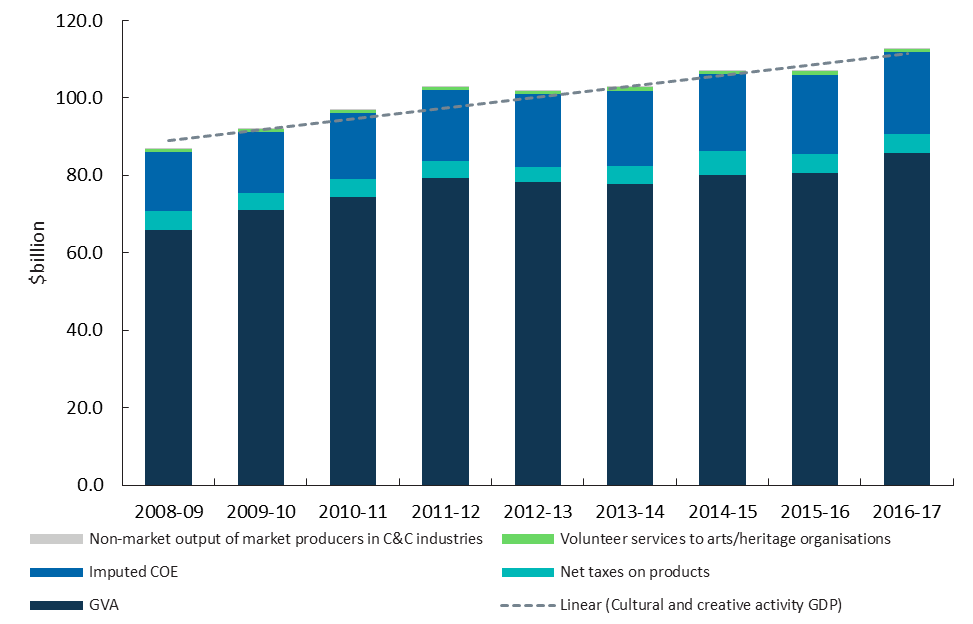 120.0
100.0
80.0
60.0
40.0
20.0
0.0
$billion
2008-09 2009-10 2010-11 2011-12 2012-13 2013-14 2014-15 2015-16 2016-17
Non-market output of market producers in C&C industries
Volunteer services to arts/heritage organisations
Imputed COE
Net taxes on products
GVA
Linear (Cultural and creative activity GDP)